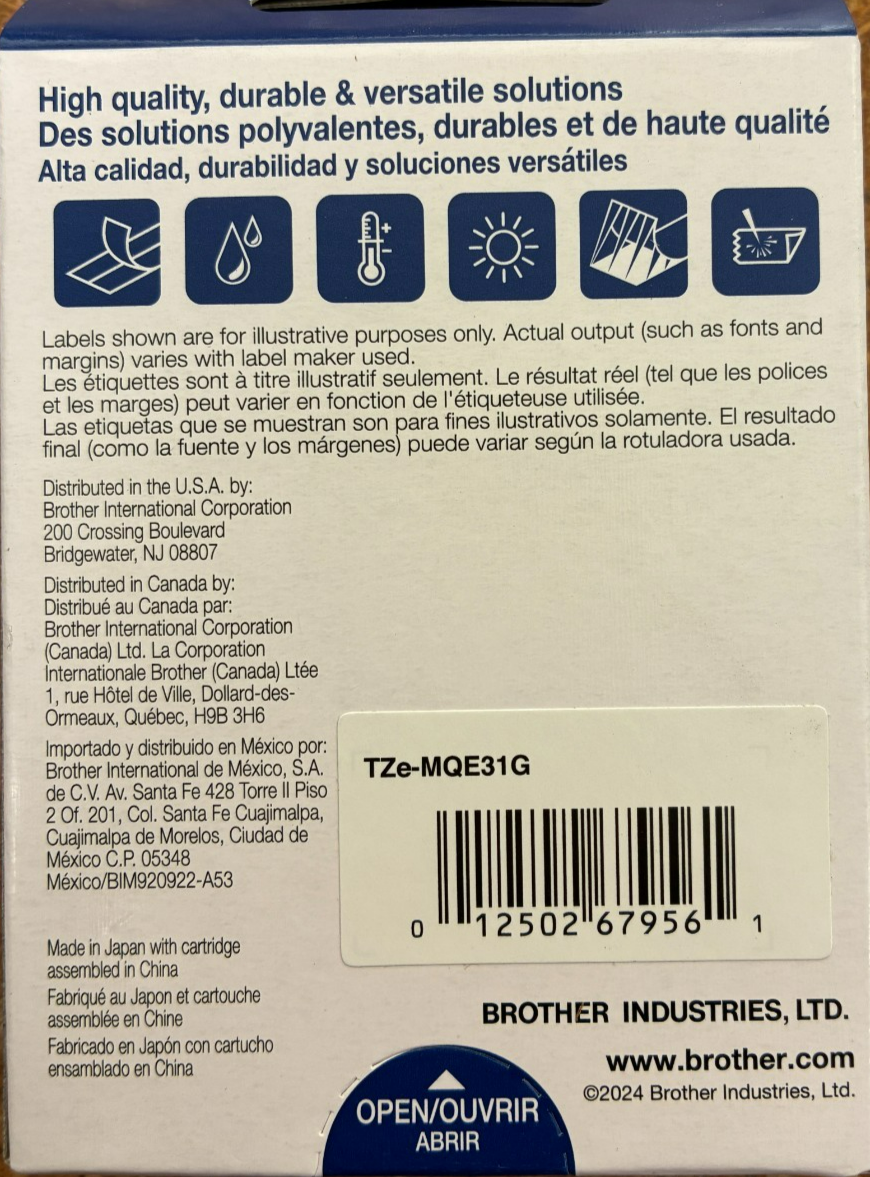 High quality, durable & versatile solutions
Des solutions polyvalentes, durables et de haute qualité
Alta calidad, durabilidad y soluciones versátiles
Labels shown are for illustrative purposes only. Actual output (such as fonts and
margins) varies with label maker used.
Les étiquettes sont à titre illustratif seulement. Le résultat réel (tel que les polices
et les marges) peut varier en fonction de l'étiqueteuse utilisée.
Las etiquetas que se muestran son para fines ilustrativos solamente. El resultado
final (como la fuente y los márgenes) puede variar según la rotuladora usada.
Distributed in the U.S.A. by:
Brother International Corporation
200 Crossing Boulevard
Bridgewater, NJ 08807
Distributed in Canada by:
Distribué au Canada par:
Brother International Corporation
(Canada) Ltd. La Corporation
Internationale Brother (Canada) Ltée
1, rue Hôtel de Ville, Dollard-des-
Ormeaux, Québec, H9B 3H6
Importado y distribuido en México por:
Brother International de México, S.A.
de C.V. Av. Santa Fe 428 Torre II Piso
2 Of. 201, Col. Santa Fe Cuajimalpa,
Cuajimalpa de Morelos, Ciudad de
México C.P. 05348
México/BIM920922-A53
Made in Japan with cartridge
assembled in China
Fabriqué au Japon et cartouche
assemblée en Chine
Fabricado en Japón con cartucho
ensamblado en China
TZe-MQE31G
0 12502 67956 1
BROTHER INDUSTRIES, LTD.
www.brother.com
©2024 Brother Industries, Ltd.
OPEN/OUVRIR
ABRIR